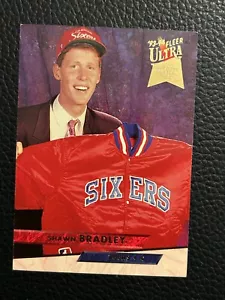 Sixers
'93-94 FLEER
ULTRA
SIXERS
SHAWN BRADLEY